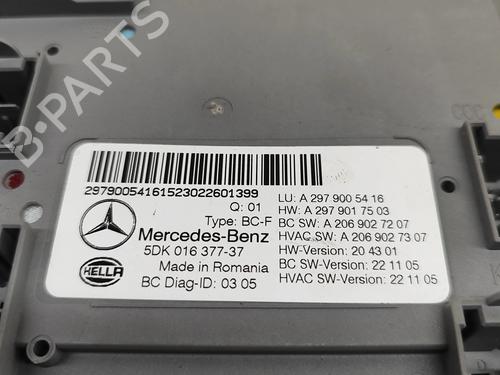 B-PARTS
29790054161523022601399
Q: 01
Type: BC-F
Mercedes-Benz
5DK 016 377-37
Made in Romania
BC Diag-ID: 03 05
HELLA
LU: A 297 900 54 16
HW: A 297 901 75 03
BC SW: A 206 902 72 07
HVAC SW: A 206 902 73 07
HW-Version: 20 43 01
BC SW-Version: 22 11 05
HVAC SW-Version: 22 11 05